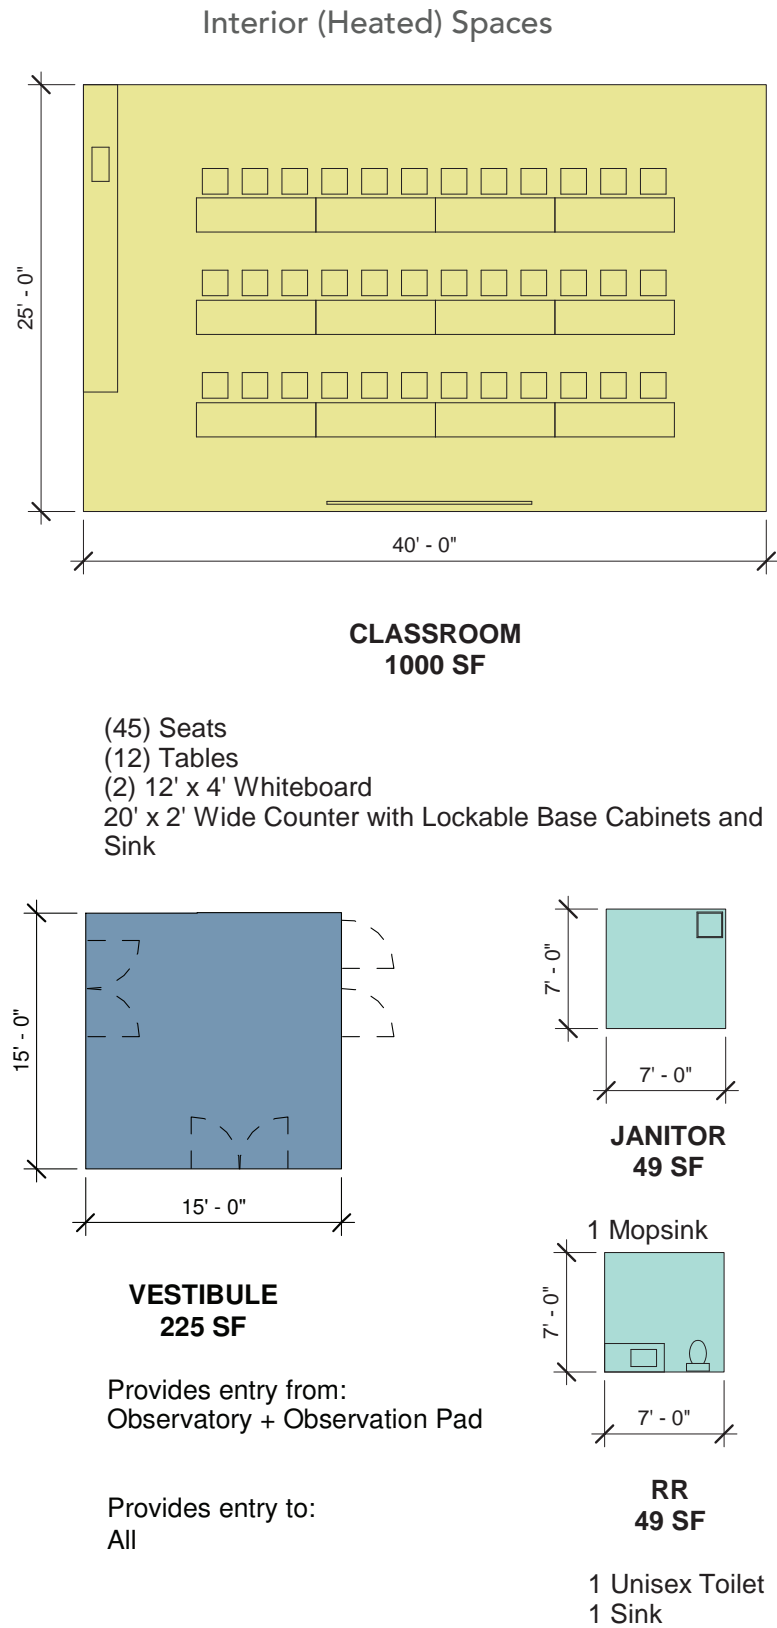 Interior (Heated) Spaces
25' - 0"
40' - 0"
CLASSROOM
1000 SF
(45) Seats
(12) Tables
(2) 12' x 4' Whiteboard
20' x 2' Wide Counter with Lockable Base Cabinets and
Sink
15' - 0"
15' - 0"
VESTIBULE
225 SF
Provides entry from:
Observatory + Observation Pad
Provides entry to:
All
7' - 0"
7' - 0"
JANITOR
49 SF
1 Mopsink
7' - 0"
7' - 0"
RR
49 SF
1 Unisex Toilet
1 Sink